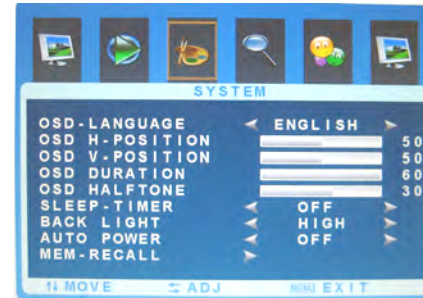 SYSTEM
OSD-LANGUAGE ENGLISH
OSD H-POSITION 50
OSD V-POSITION 50
OSD DURATION 60
OSD HALFTONE 30
SLEEP-TIMER OFF
BACK LIGHT HIGH
AUTO POWER OFF
MEM-RECALL
MOVE ADJ MENU EXIT